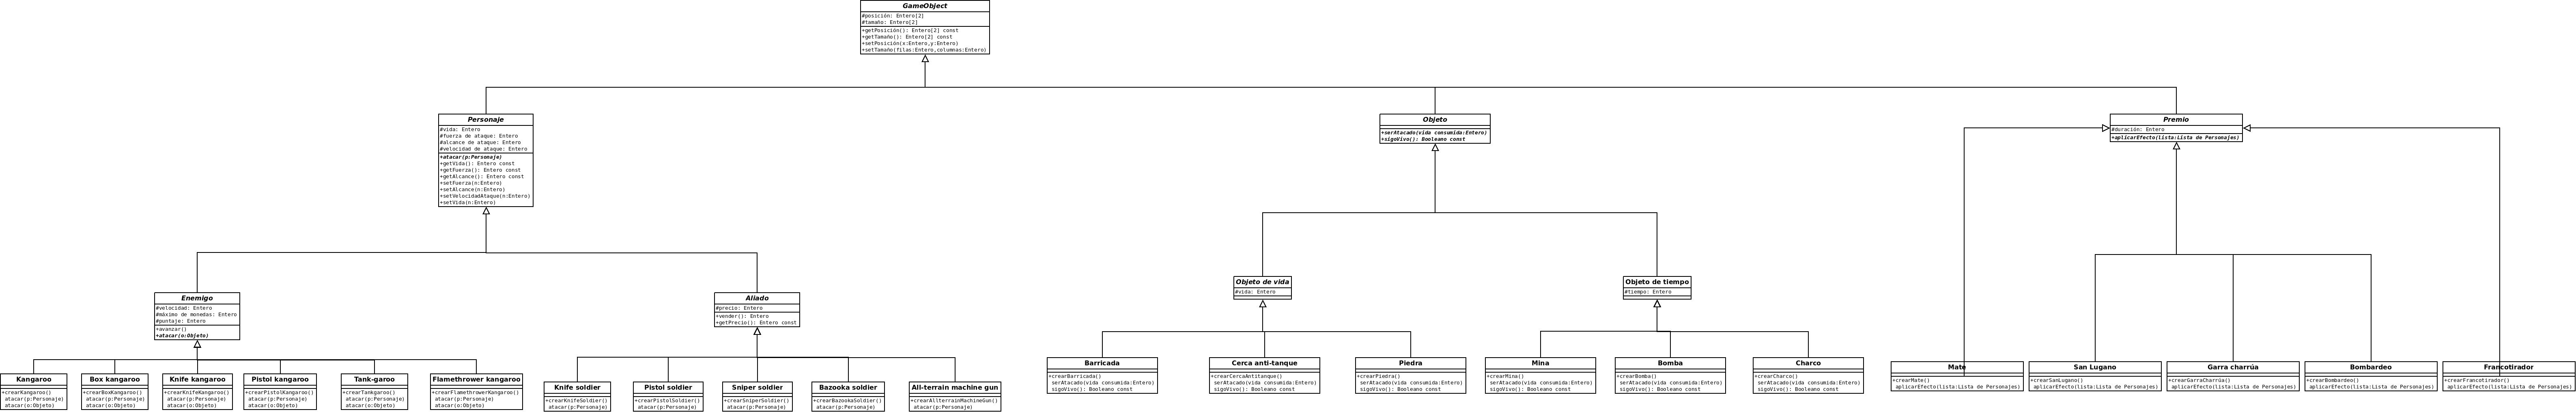 GameObject
#posición: Entero[2]
#tamaño: Entero[2]
+getPosición(): Entero[2] const
+getTamaño(): Entero[2] const
+setPosición(x:Entero,y:Entero)
+setTamaño(filas:Entero,columnas:Entero)
Personaje
#vida: Entero
#fuerza de ataque: Entero
#alcance de ataque: Entero
#velocidad de ataque: Entero
+atacar(p:Personaje)
+getVida(): Entero const
+getFuerza(): Entero const
+getAlcance(): Entero const
+setFuerza(n:Entero)
+setAlcance(n:Entero)
+setVelocidadAtaque(n:Entero)
+setVida(n:Entero)
Objeto
+serAtacado(vida consumida:Entero)
+sigoVivo(): Booleano const
Premio
#duración: Entero
+aplicarEfecto(lista:Lista de Personajes)
Enemigo
#velocidad: Entero
#máximo de monedas: Entero
#puntaje: Entero
+avanzar()
+atacar(o:Objeto)
Aliado
#precio: Entero
+vender(): Entero
+getPrecio(): Entero const
Objeto de vida
#vida: Entero
Objeto de tiempo
#tiempo: Entero
Kangaroo
+crearKangaroo()
atacar(p:Personaje)
atacar(o:Objeto)
Box kangaroo
+crearBoxKangaroo()
atacar(p:Personaje)
atacar(o:Objeto)
Knife kangaroo
+crearKnifeKangaroo()
atacar(p:Personaje)
atacar(o:Objeto)
Pistol kangaroo
+crearPistolKangaroo()
atacar(p:Personaje)
atacar(o:Objeto)
Tank-garoo
+crearTankgaroo()
atacar(p:Personaje)
atacar(o:Objeto)
Flamethrower kangaroo
+crearFlamethrowerKangaroo()
atacar(p:Personaje)
atacar(o:Objeto)
Knife soldier
+crearKnifeSoldier()
atacar(p:Personaje)
Pistol soldier
+crearPistolSoldier()
atacar(p:Personaje)
Sniper soldier
+crearSniperSoldier()
atacar(p:Personaje)
Bazooka soldier
+crearBazookaSoldier()
atacar(p:Personaje)
All-terrain machine gun
+crearAllterrainMachineGun()
atacar(p:Personaje)
Barricada
+crearBarricada()
serAtacado(vida consumida:Entero)
sigoVivo(): Booleano const
Cerca anti-tanque
+crearCercaAntitanque()
serAtacado(vida consumida:Entero)
sigoVivo(): Booleano const
Piedra
+crearPiedra()
serAtacado(vida consumida:Entero)
sigoVivo(): Booleano const
Mina
+crearMina()
serAtacado(vida consumida:Entero)
sigoVivo(): Booleano const
Bomba
+crearBomba()
serAtacado(vida consumida:Entero)
sigoVivo(): Booleano const
Charco
+crearCharco()
serAtacado(vida consumida:Entero)
sigoVivo(): Booleano const
Mate
+crearMate()
aplicarEfecto(lista:Lista de Personajes)
San Lugano
+crearSanLugano()
aplicarEfecto(lista:Lista de Personajes)
Garra charrúa
+crearGarraCharrúa()
aplicarEfecto(lista:Lista de Personajes)
Bombardeo
+crearBombardeo()
aplicarEfecto(lista:Lista de Personajes)
Francotirador
+crearFrancotirador()
aplicarEfecto(lista:Lista de Personajes)